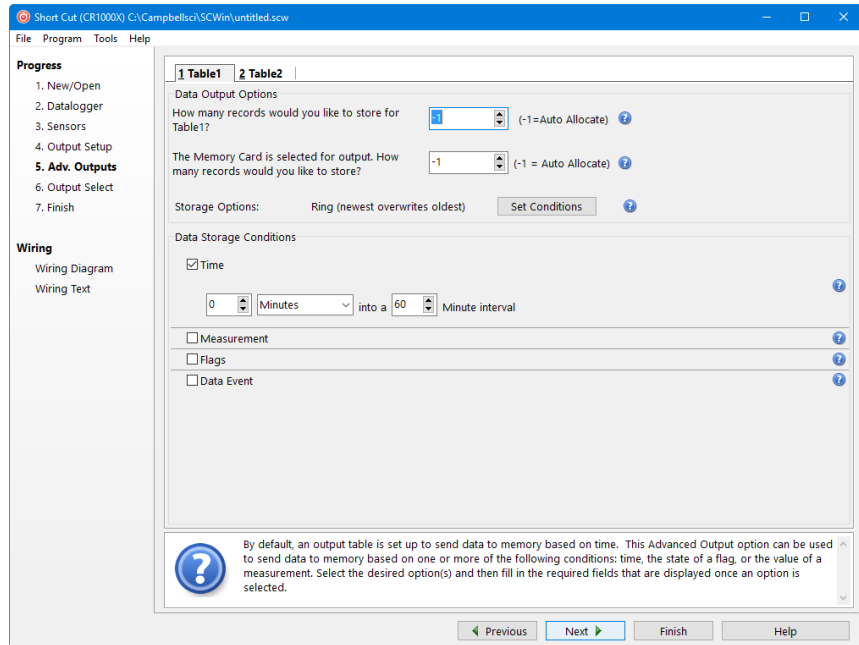 Short Cut (CR1000X) C:\Campbellsci\SCWin\untitled.scw
File Program Tools Help
Progress
1. New/Open
2. Datalogger
3. Sensors
4. Output Setup
5. Adv. Outputs
6. Output Select
7. Finish
Wiring
Wiring Diagram
Wiring Text
1 Table1 2 Table2
Data Output Options
How many records would you like to store for
Table1?
-1 (-1=Auto Allocate)
The Memory Card is selected for output. How
many records would you like to store?
-1 (-1 = Auto Allocate)
Storage Options: Ring (newest overwrites oldest) Set Conditions
Data Storage Conditions
Time
0 Minutes into a 60 Minute interval
Measurement
Flags
Data Event
By default, an output table is set up to send data to memory based on time. This Advanced Output option can be used
to send data to memory based on one or more of the following conditions: time, the state of a flag, or the value of a
measurement. Select the desired option(s) and then fill in the required fields that are displayed once an option is
selected.
Previous Next Finish Help